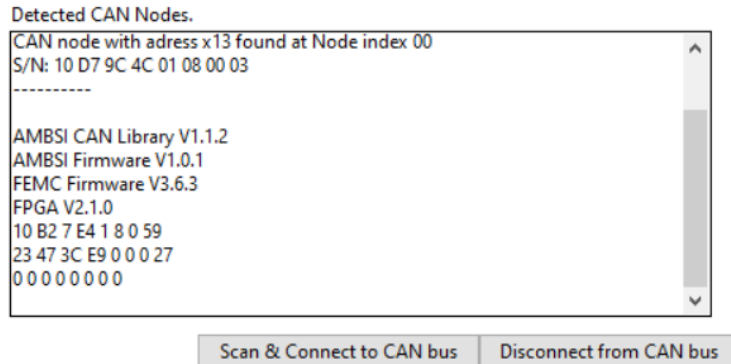 Detected CAN Nodes.
CAN node with adress x13 found at Node index 00
S/N: 10 D7 9C 4C 01 08 00 03
----------
AMBSI CAN Library V1.1.2
AMBSI Firmware V1.0.1
FEMC Firmware V3.6.3
FPGA V2.1.0
10 B2 7 E4 1 8 0 59
23 47 3C E9 0 0 0 27
0 0 0 0 0 0 0 0
Scan & Connect to CAN bus
Disconnect from CAN bus